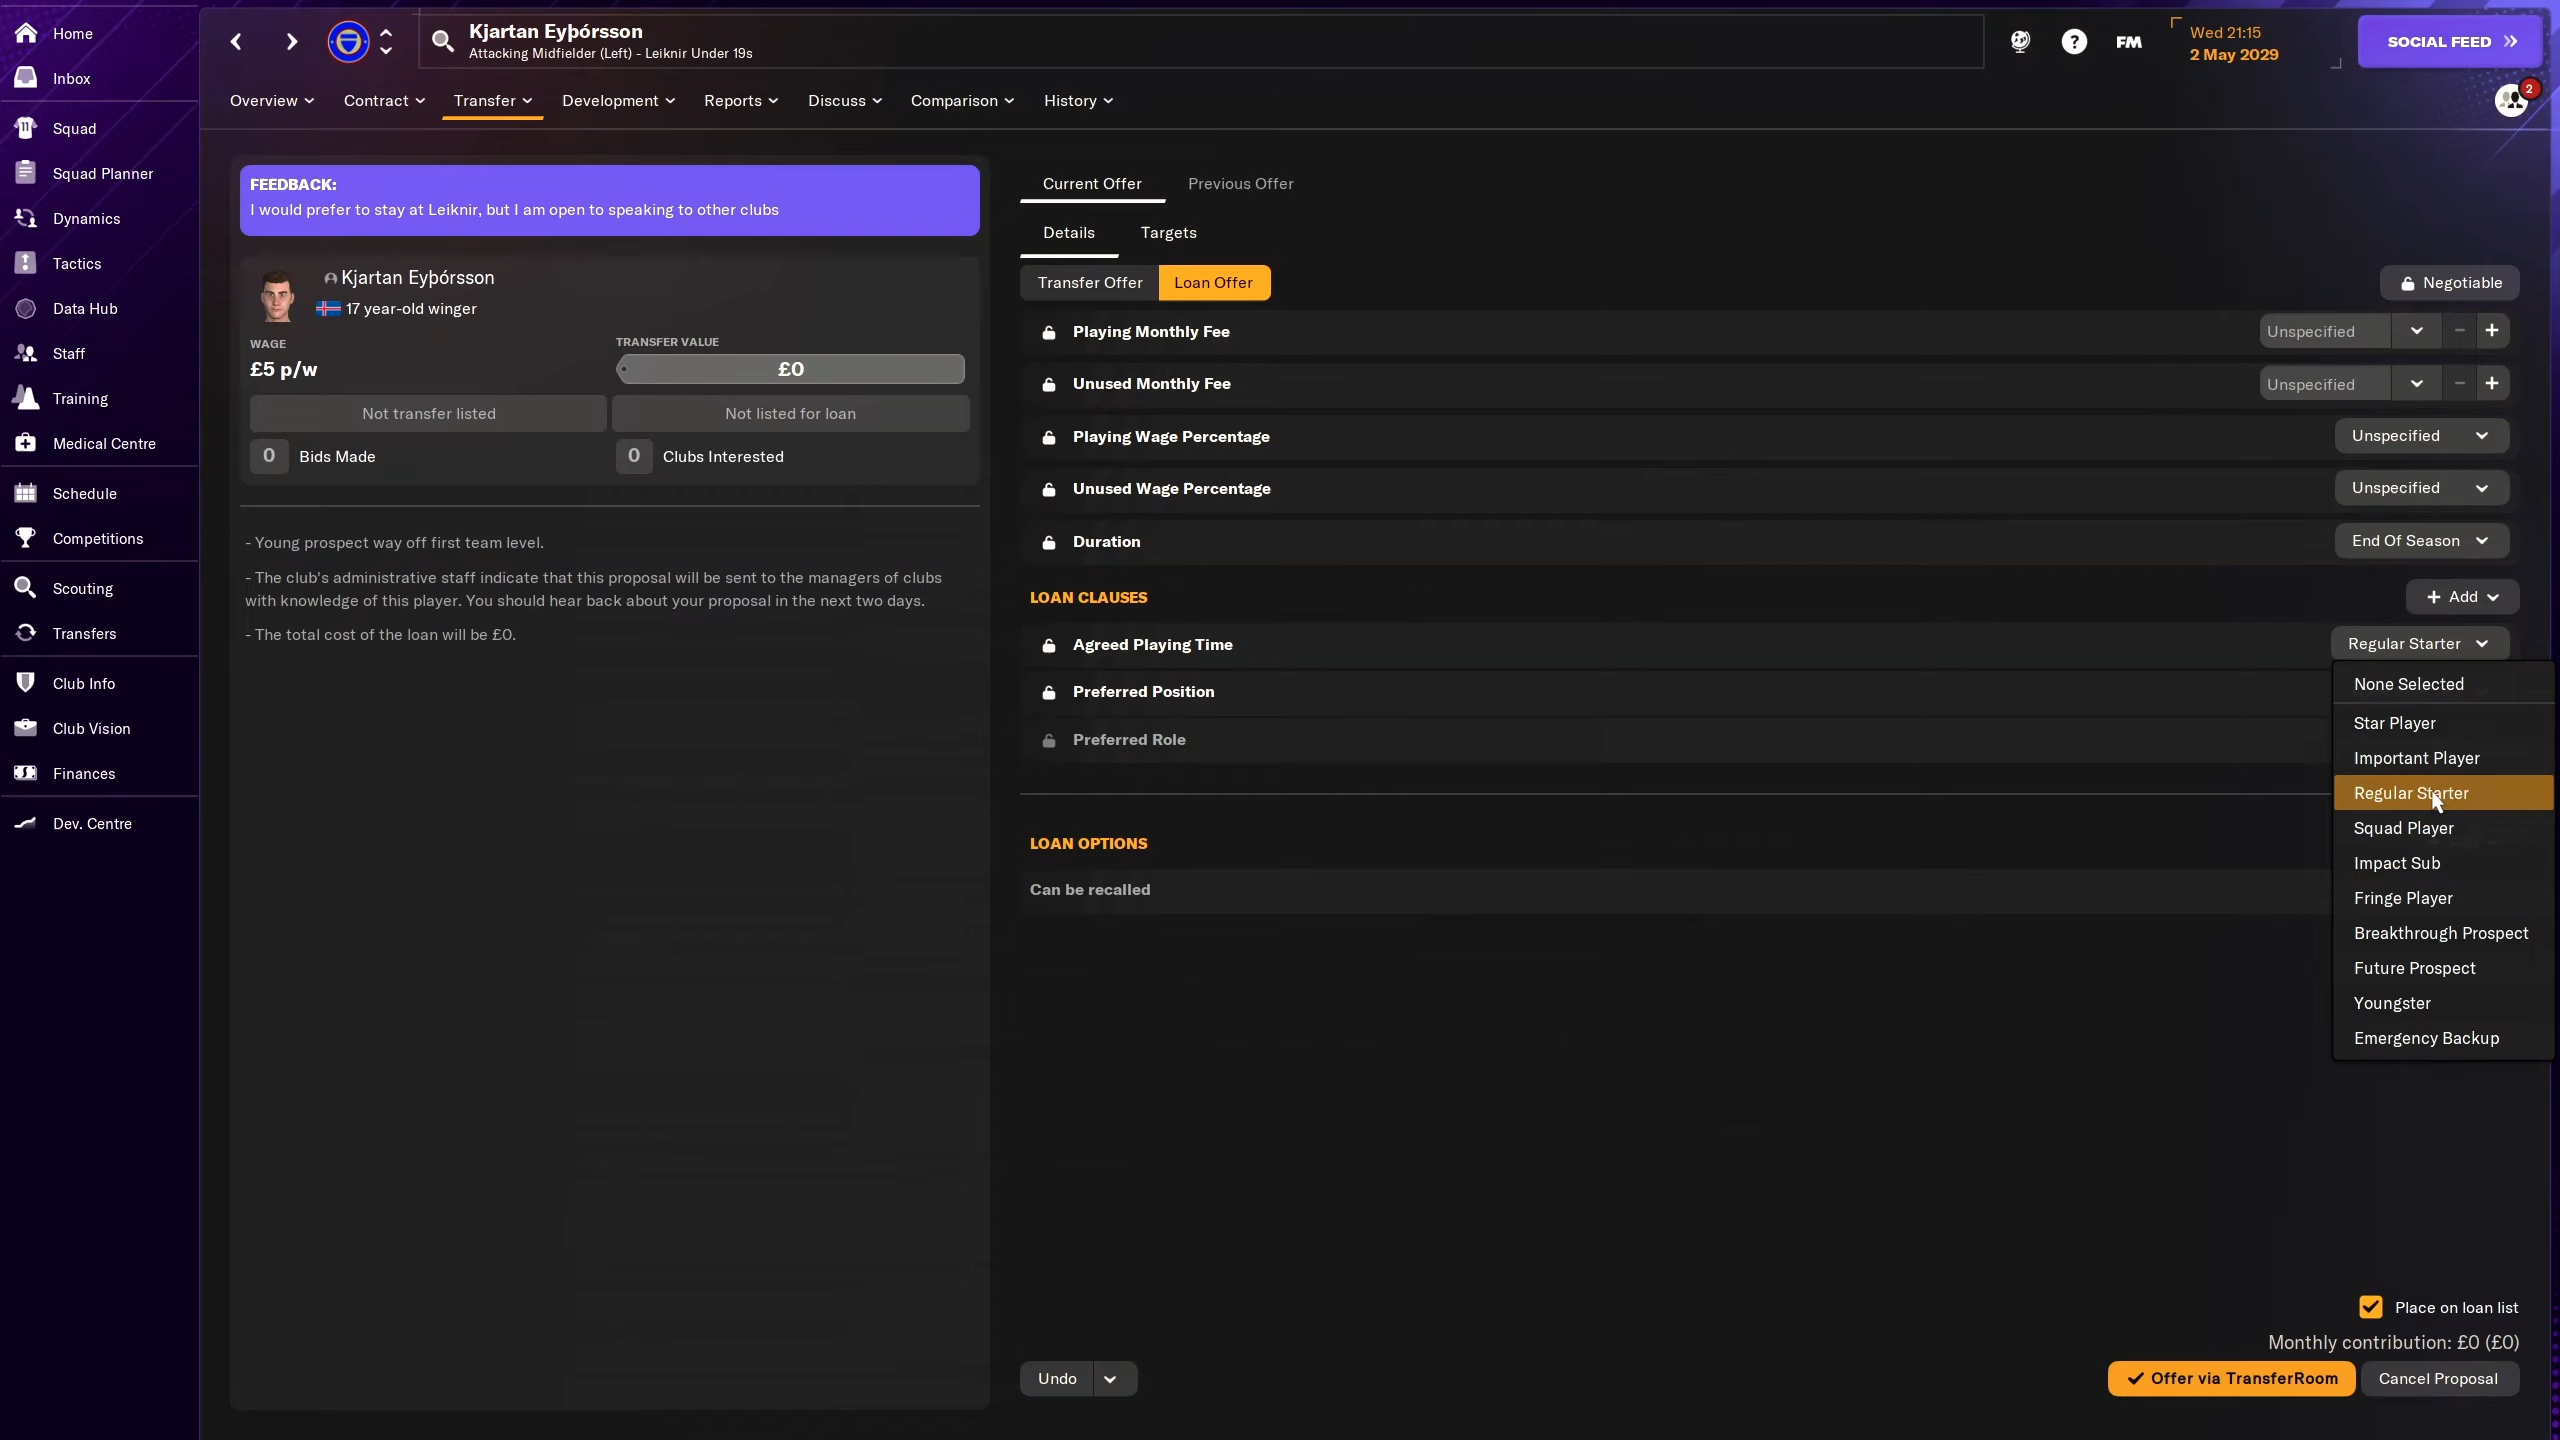 Home
Inbox
Squad
Squad Planner
Dynamics
Tactics
Data Hub
Staff
Training
Medical Centre
Schedule
Competitions
Scouting
Transfers
Club Info
Club Vision
Finances
Dev. Centre
Kjartan Eyþórsson
Attacking Midfielder (Left) - Leiknir Under 19s
?
FM
Wed 21:15
2 May 2029
SOCIAL FEED
2
Overview
Contract
Transfer
Development
Reports
Discuss
Comparison
History
FEEDBACK:
I would prefer to stay at Leiknir, but I am open to speaking to other clubs
Kjartan Eyþórsson
17 year-old winger
WAGE
£5 p/w
TRANSFER VALUE
£0
Not transfer listed
Not listed for loan
0 Bids Made
0 Clubs Interested
- Young prospect way off first team level.
- The club's administrative staff indicate that this proposal will be sent to the managers of clubs
with knowledge of this player. You should hear back about your proposal in the next two days.
- The total cost of the loan will be £0.
Current Offer
Previous Offer
Details
Targets
Transfer Offer
Loan Offer
Negotiable
Playing Monthly Fee
Unspecified
Unused Monthly Fee
Unspecified
Playing Wage Percentage
Unspecified
Unused Wage Percentage
Unspecified
Duration
End Of Season
LOAN CLAUSES
+ Add
Agreed Playing Time
Regular Starter
Preferred Position
Preferred Role
None Selected
Star Player
Important Player
Regular Starter
Squad Player
Impact Sub
Fringe Player
Breakthrough Prospect
Future Prospect
Youngster
Emergency Backup
LOAN OPTIONS
Can be recalled
Place on loan list
Monthly contribution: £0 (£0)
Undo
Offer via TransferRoom
Cancel Proposal